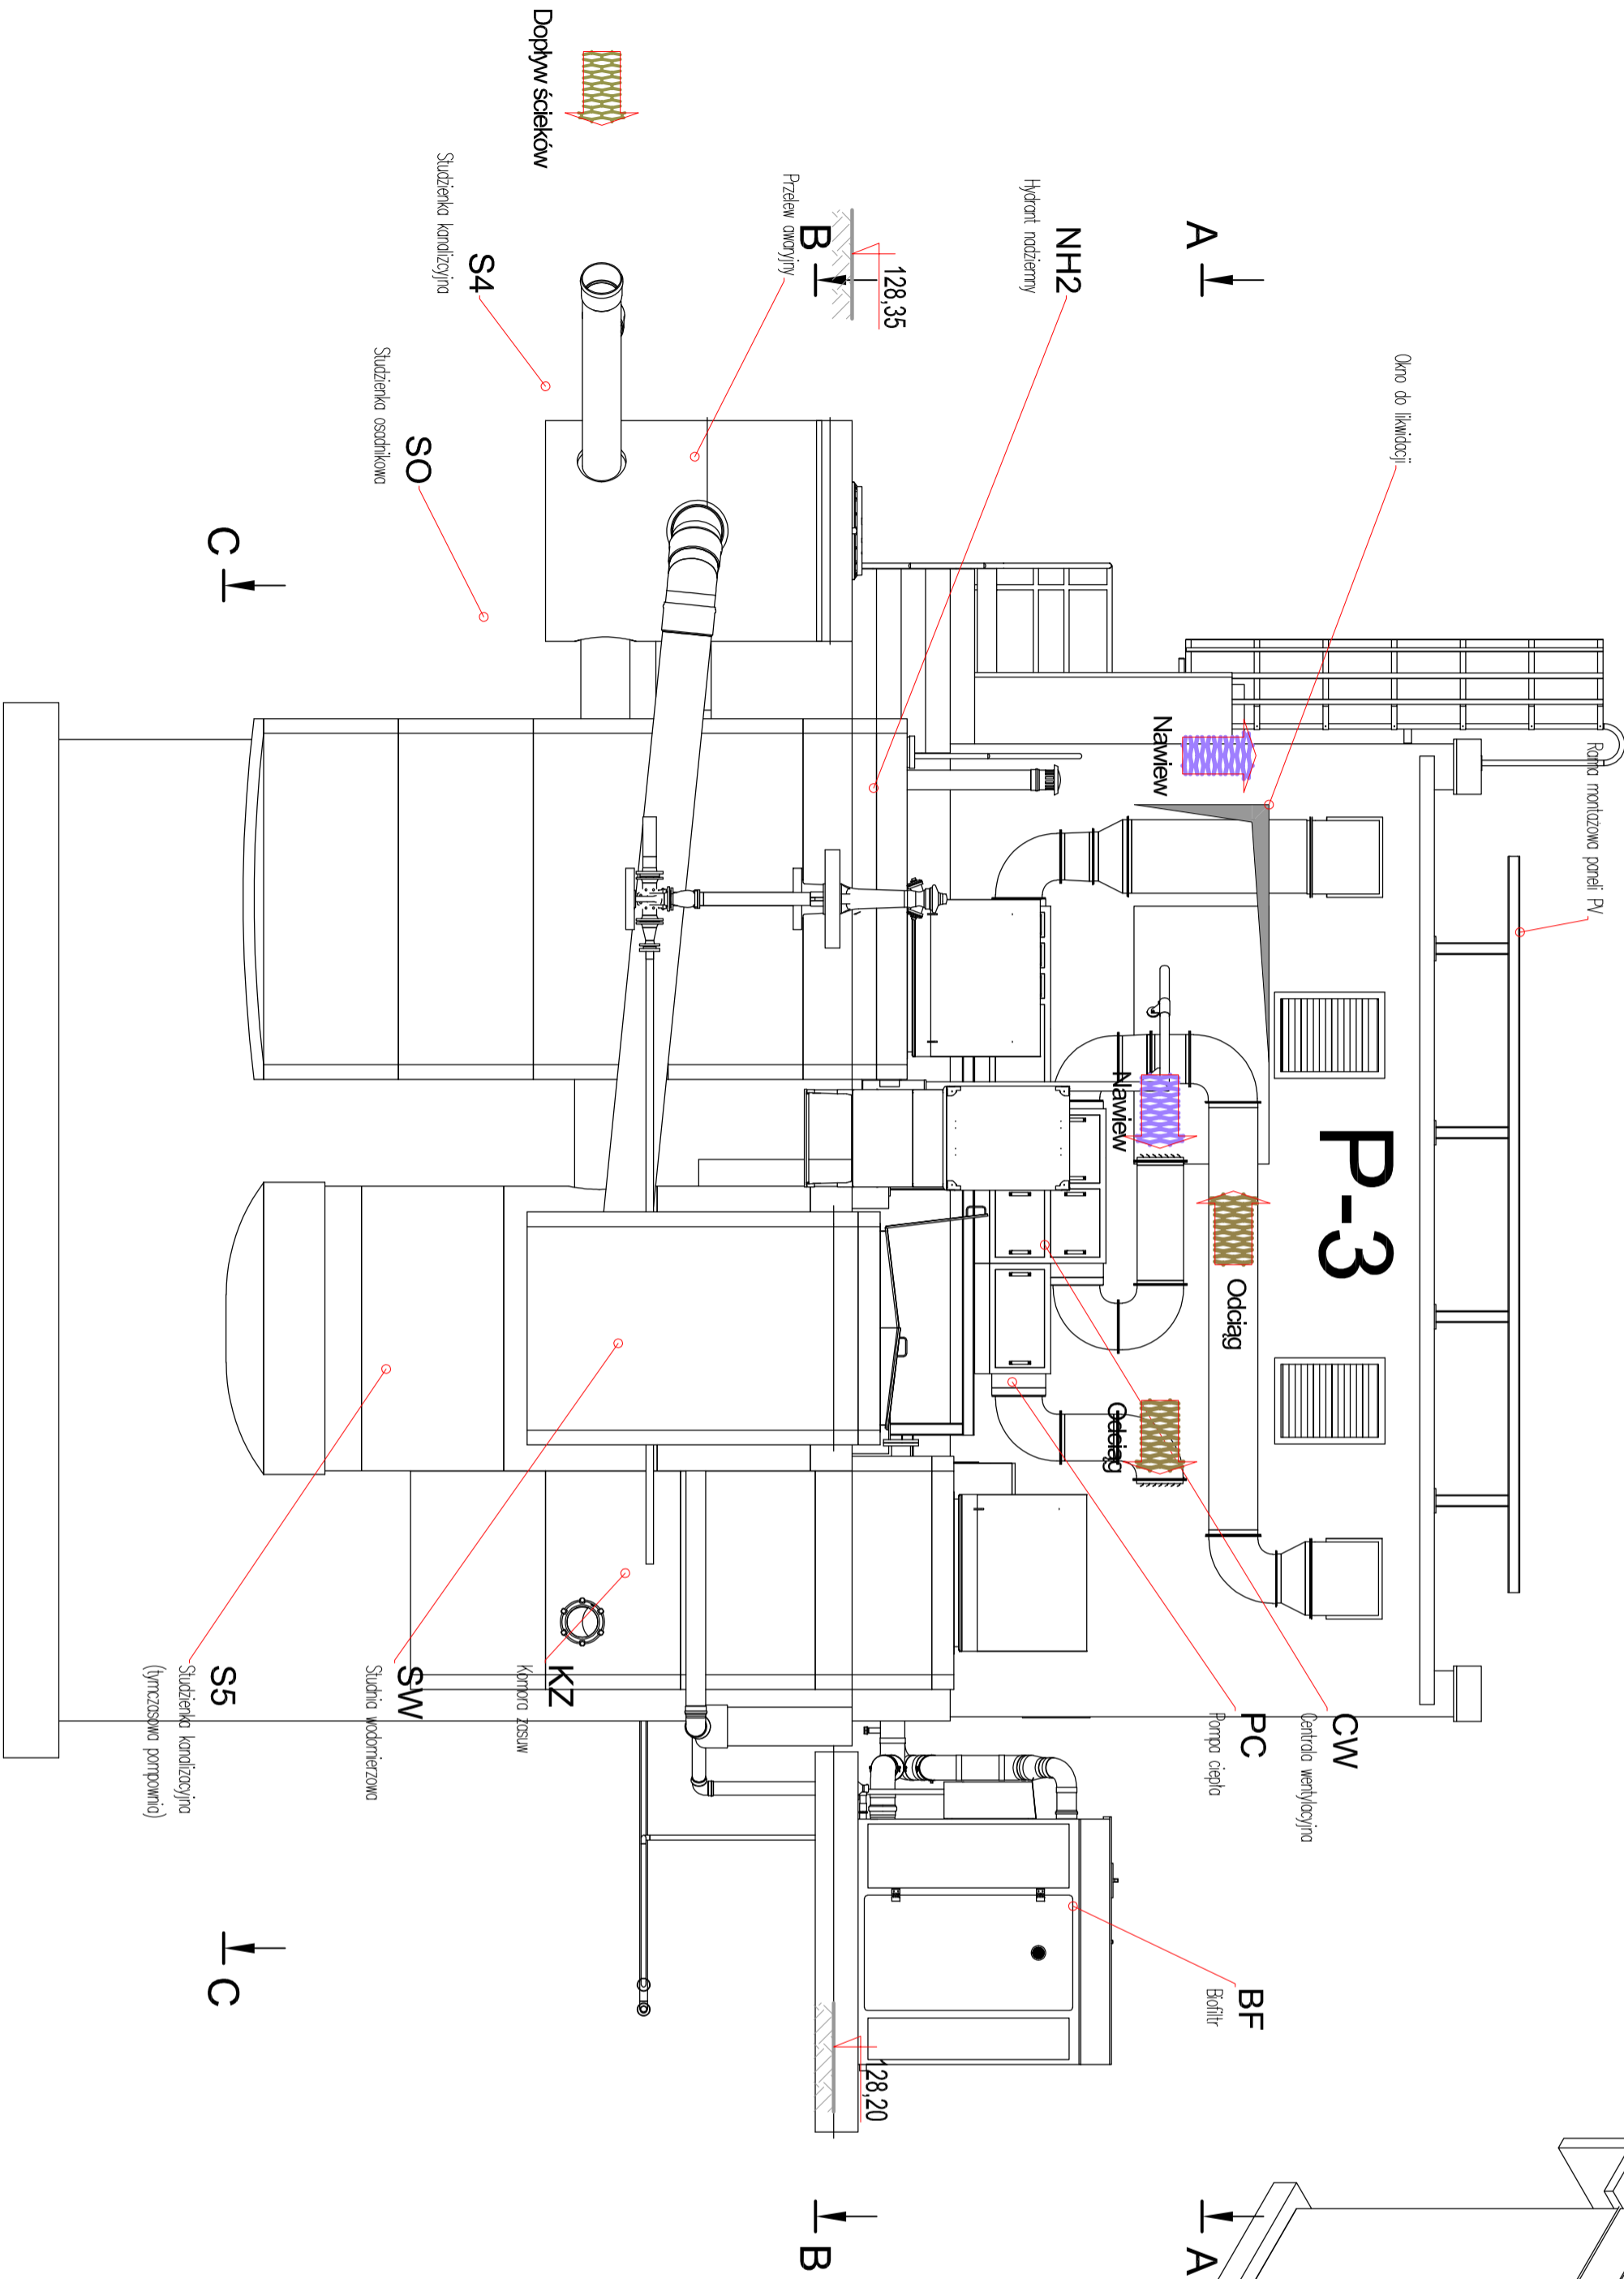 Rama montażowa paneli PV
Okno do likwidacji
P-3
A
Nawiew
Nawiew
Odciąg
Odciąg
CW
Centrala wentylacyjna
A
NH2
Hydrant nadziemny
PC
Pompa ciepła
BF
Biofiltr
128,35
128,20
B
B
Przelew awaryjny
Dopływ ścieków
S4
Studzienka kanalizcyjna
SO
Studzienka osadnikowa
KZ
Komora zasuw
SW
Studnia wodomierzowa
S5
Studzienka kanalizacyjna
(tymczasowa pompownia)
C
C